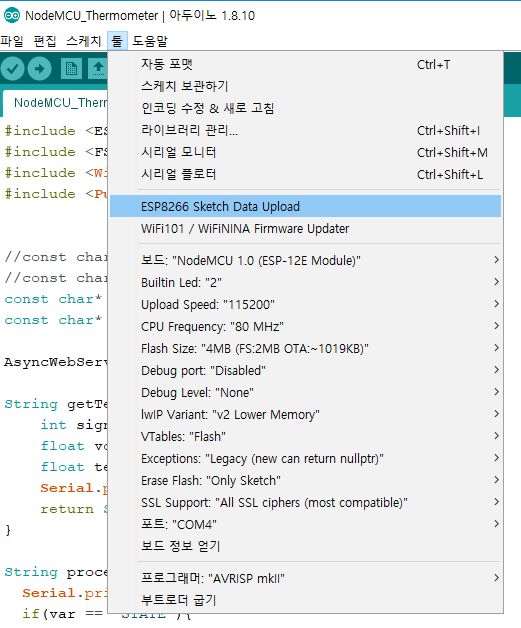 NodeMCU_Thermometer | 아두이노 1.8.10
파일 편집 스케치 툴 도움말
자동 포맷 Ctrl+T
스케치 보관하기
인코딩 수정 & 새로 고침
NodeMCU_Therm
라이브러리 관리... Ctrl+Shift+I
#include <ES
시리얼 모니터 Ctrl+Shift+M
#include <FS
시리얼 플로터 Ctrl+Shift+L
#include <Wi
#include <Pu
ESP8266 Sketch Data Upload
WiFi101 / WiFiNINA Firmware Updater
//const char
보드: "NodeMCU 1.0 (ESP-12E Module)"
//const char
Builtin Led: "2"
const char*
Upload Speed: "115200"
const char*
CPU Frequency: "80 MHz"
Flash Size: "4MB (FS:2MB OTA:~1019KB)"
AsyncWebServ
Debug port: "Disabled"
Debug Level: "None"
String getTe
lwIP Variant: "v2 Lower Memory"
int sign
VTables: "Flash"
float vo
Exceptions: "Legacy (new can return nullptr)"
float te
Erase Flash: "Only Sketch"
Serial.p
SSL Support: "All SSL ciphers (most compatible)"
return S
포트: "COM4"
}
보드 정보 얻기
String proce
프로그래머: "AVRISP mkII"
Serial.pri
부트로더 굽기
if(var == "STATE"){